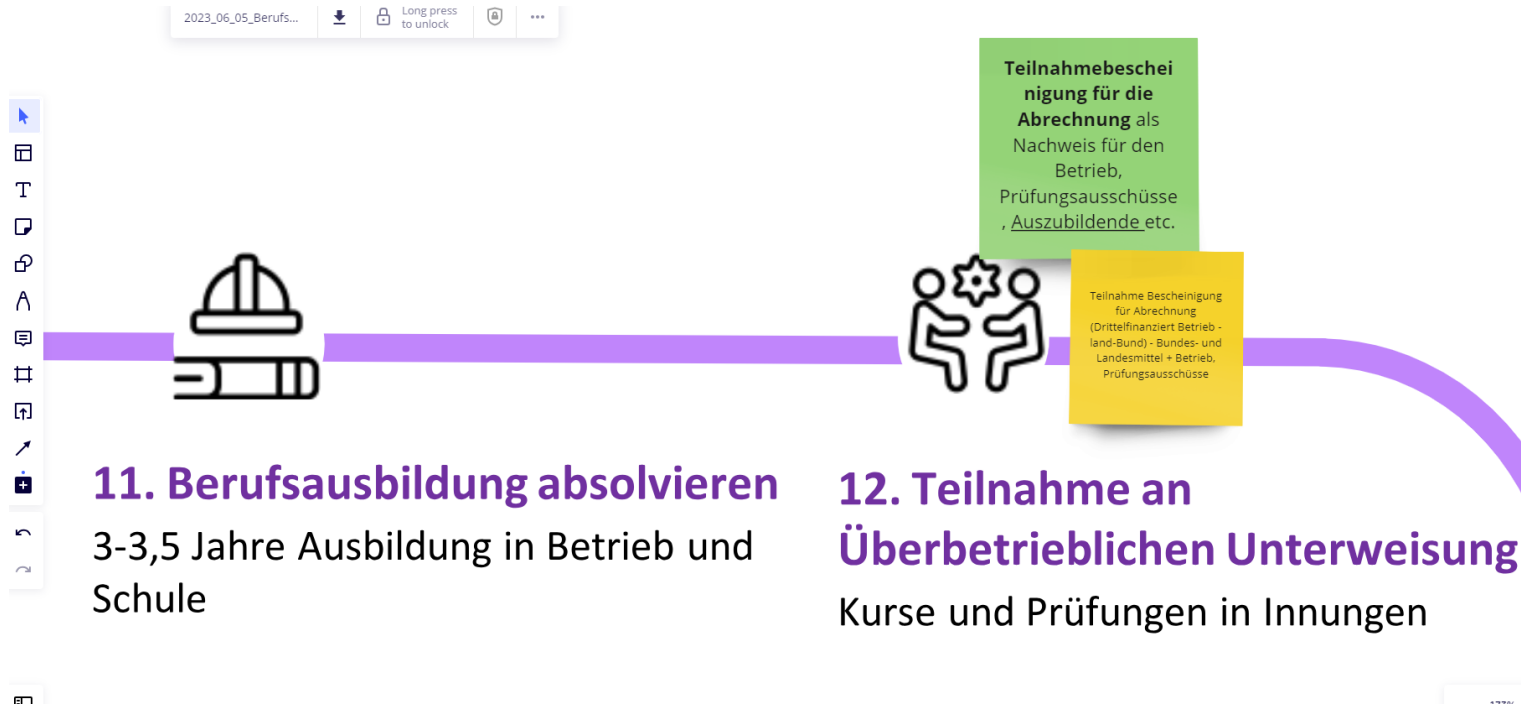 2023_06_05_Berufs...
Long press
to unlock
...
Teilnahmebeschei
nigung für die
Abrechnung als
Nachweis für den
Betrieb,
Prüfungsausschüsse
, Auszubildende etc.
Teilnahme Bescheinigung
für Abrechnung
(Drittelfinanziert Betrieb -
land-Bund) - Bundes- und
Landesmittel + Betrieb,
Prüfungsausschüsse
11. Berufsausbildung absolvieren
3-3,5 Jahre Ausbildung in Betrieb und
Schule
12. Teilnahme an
Überbetrieblichen Unterweisung
Kurse und Prüfungen in Innungen